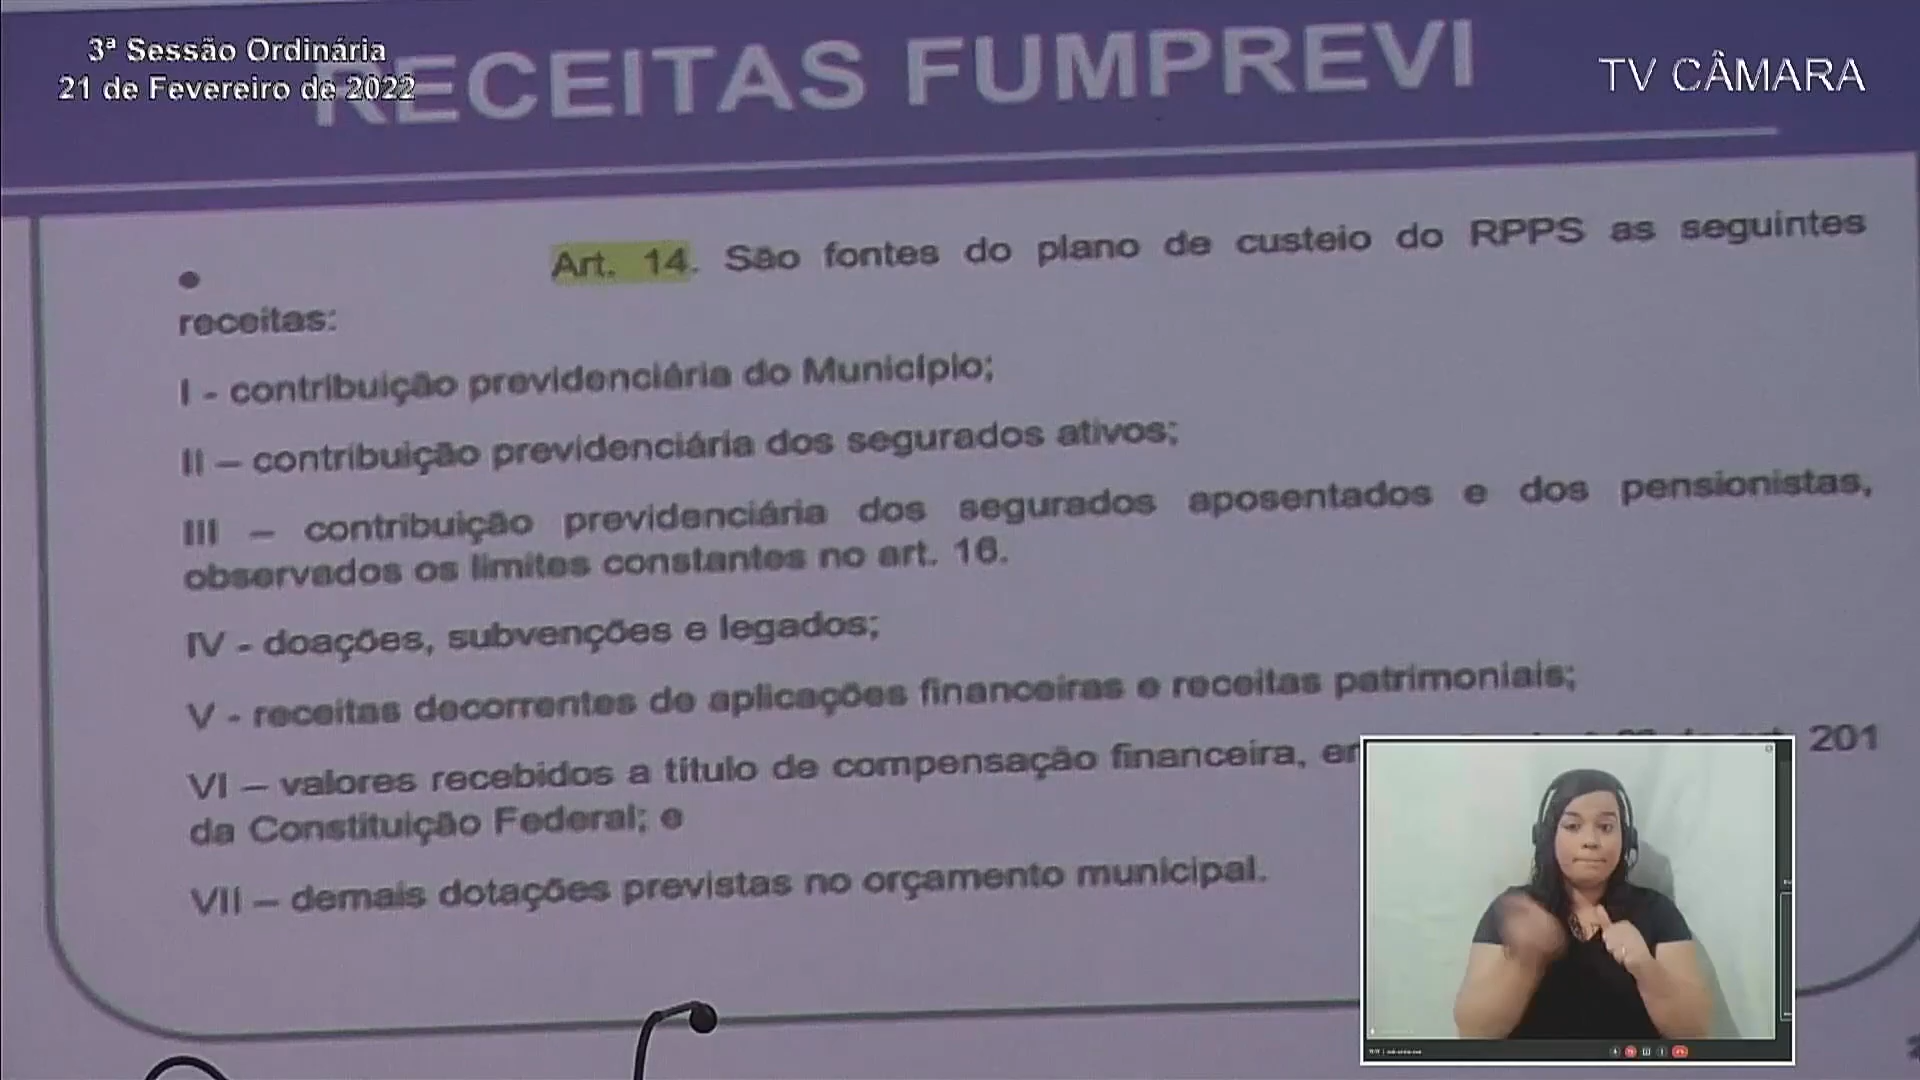 3ª Sessão Ordinária
21 de Fevereiro de 2022
RECEITAS FUMPREVI
TV CÂMARA
Art. 14. São fontes do plano de custeio do RPPS as seguintes
receitas:
I - contribuição previdenciária do Município;
II – contribuição previdenciária dos segurados ativos;
III – contribuição previdenciária dos segurados aposentados e dos pensionistas,
observados os limites constantes no art. 16.
IV - doações, subvenções e legados;
V - receitas decorrentes de aplicações financeiras e receitas patrimoniais;
VI – valores recebidos a título de compensação financeira, 201
da Constituição Federal; e
VII – demais dotações previstas no orçamento municipal.